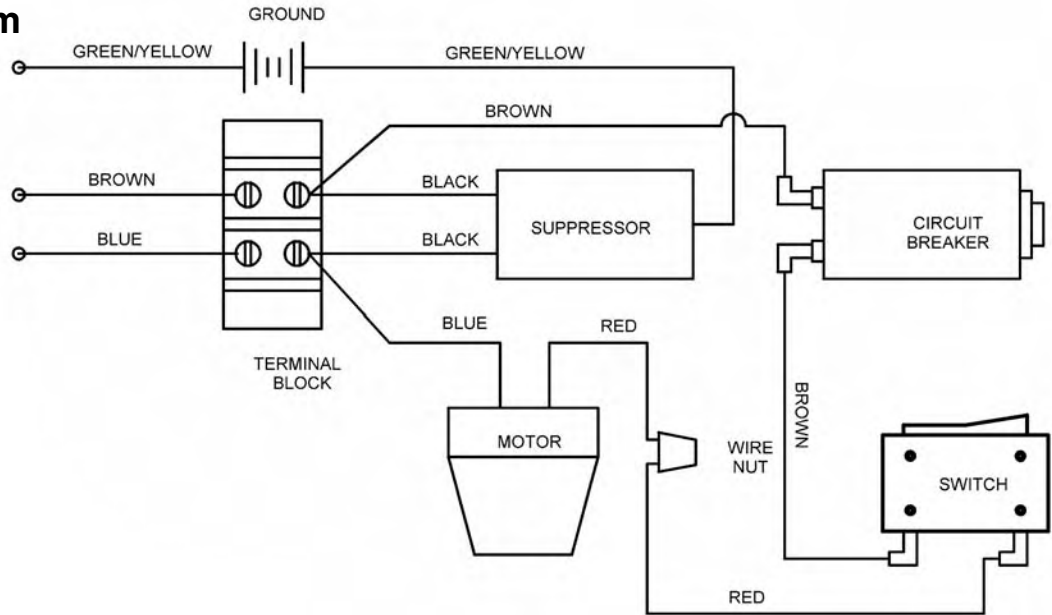 m
GROUND
GREEN/YELLOW
GREEN/YELLOW
BROWN
BROWN
BLACK
SUPPRESSOR
CIRCUIT
BREAKER
BLUE
BLACK
TERMINAL
BLOCK
BLUE
RED
MOTOR
WIRE
NUT
BROWN
SWITCH
RED